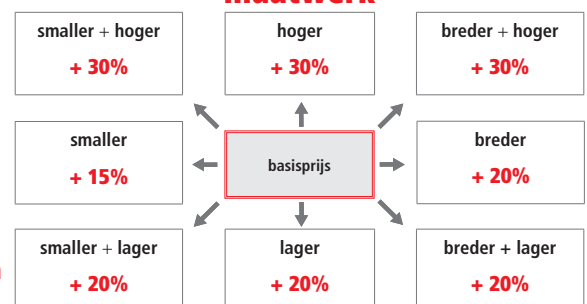 maatwerk
smaller + hoger
+ 30%
hoger
+ 30%
breder + hoger
+ 30%
smaller
+ 15%
basisprijs
breder
+ 20%
smaller + lager
+ 20%
lager
+ 20%
breder + lager
+ 20%